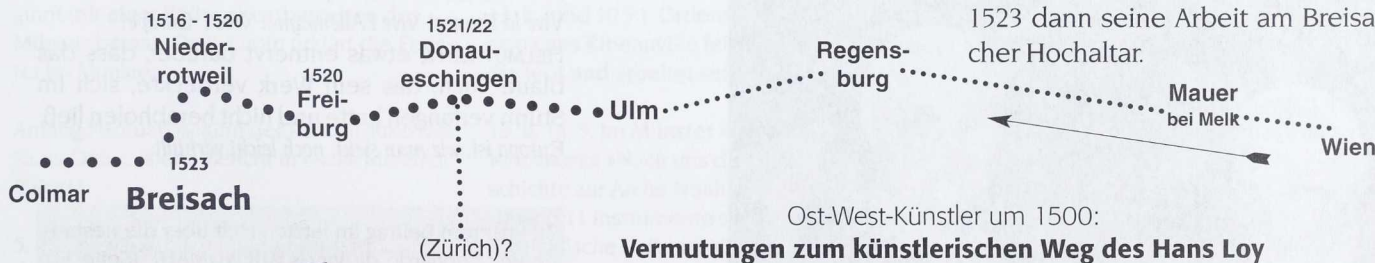 1516 - 1520
Nieder-
rotweil
1520
Frei-
burg
1521/22
Donau
eschingen
Ulm
Regens-
burg
1523 dann seine Arbeit am Breisa
cher Hochaltar.
Mauer
bei Melk
Wien
1523
Colmar
Breisach
(Zürich)?
Ost-West-Künstler um 1500:
Vermutungen zum künstlerischen Weg des Hans Loy